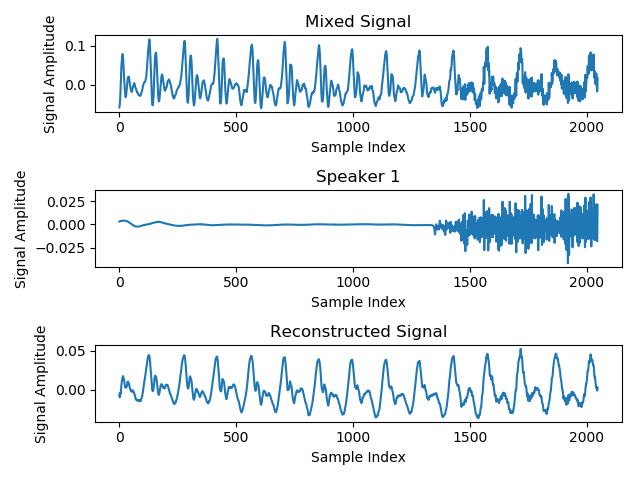 Mixed Signal
Signal Amplitude
0.1
0.0
0 500 1000 1500 2000
Sample Index
Speaker 1
Signal Amplitude
0.025
0.000
−0.025
0 500 1000 1500 2000
Sample Index
Reconstructed Signal
Signal Amplitude
0.05
0.00
0 500 1000 1500 2000
Sample Index